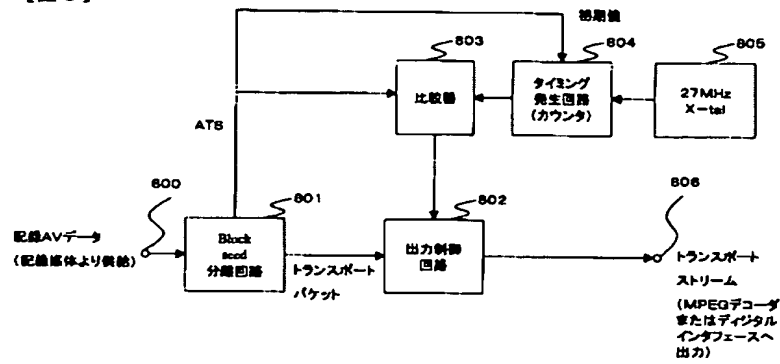 初期値
803
804
805
比較器
タイミング
発生回路
(カウンタ)
27MHz
X-tal
ATS
600
801
802
606
記録AVデータ
(記録媒体より供給)
Block
seed
分離回路
トランスポート
パケット
出力制御
回路
トランスポート
ストリーム
(MPEGデコーダ
またはディジタル
インタフェースへ
出力)